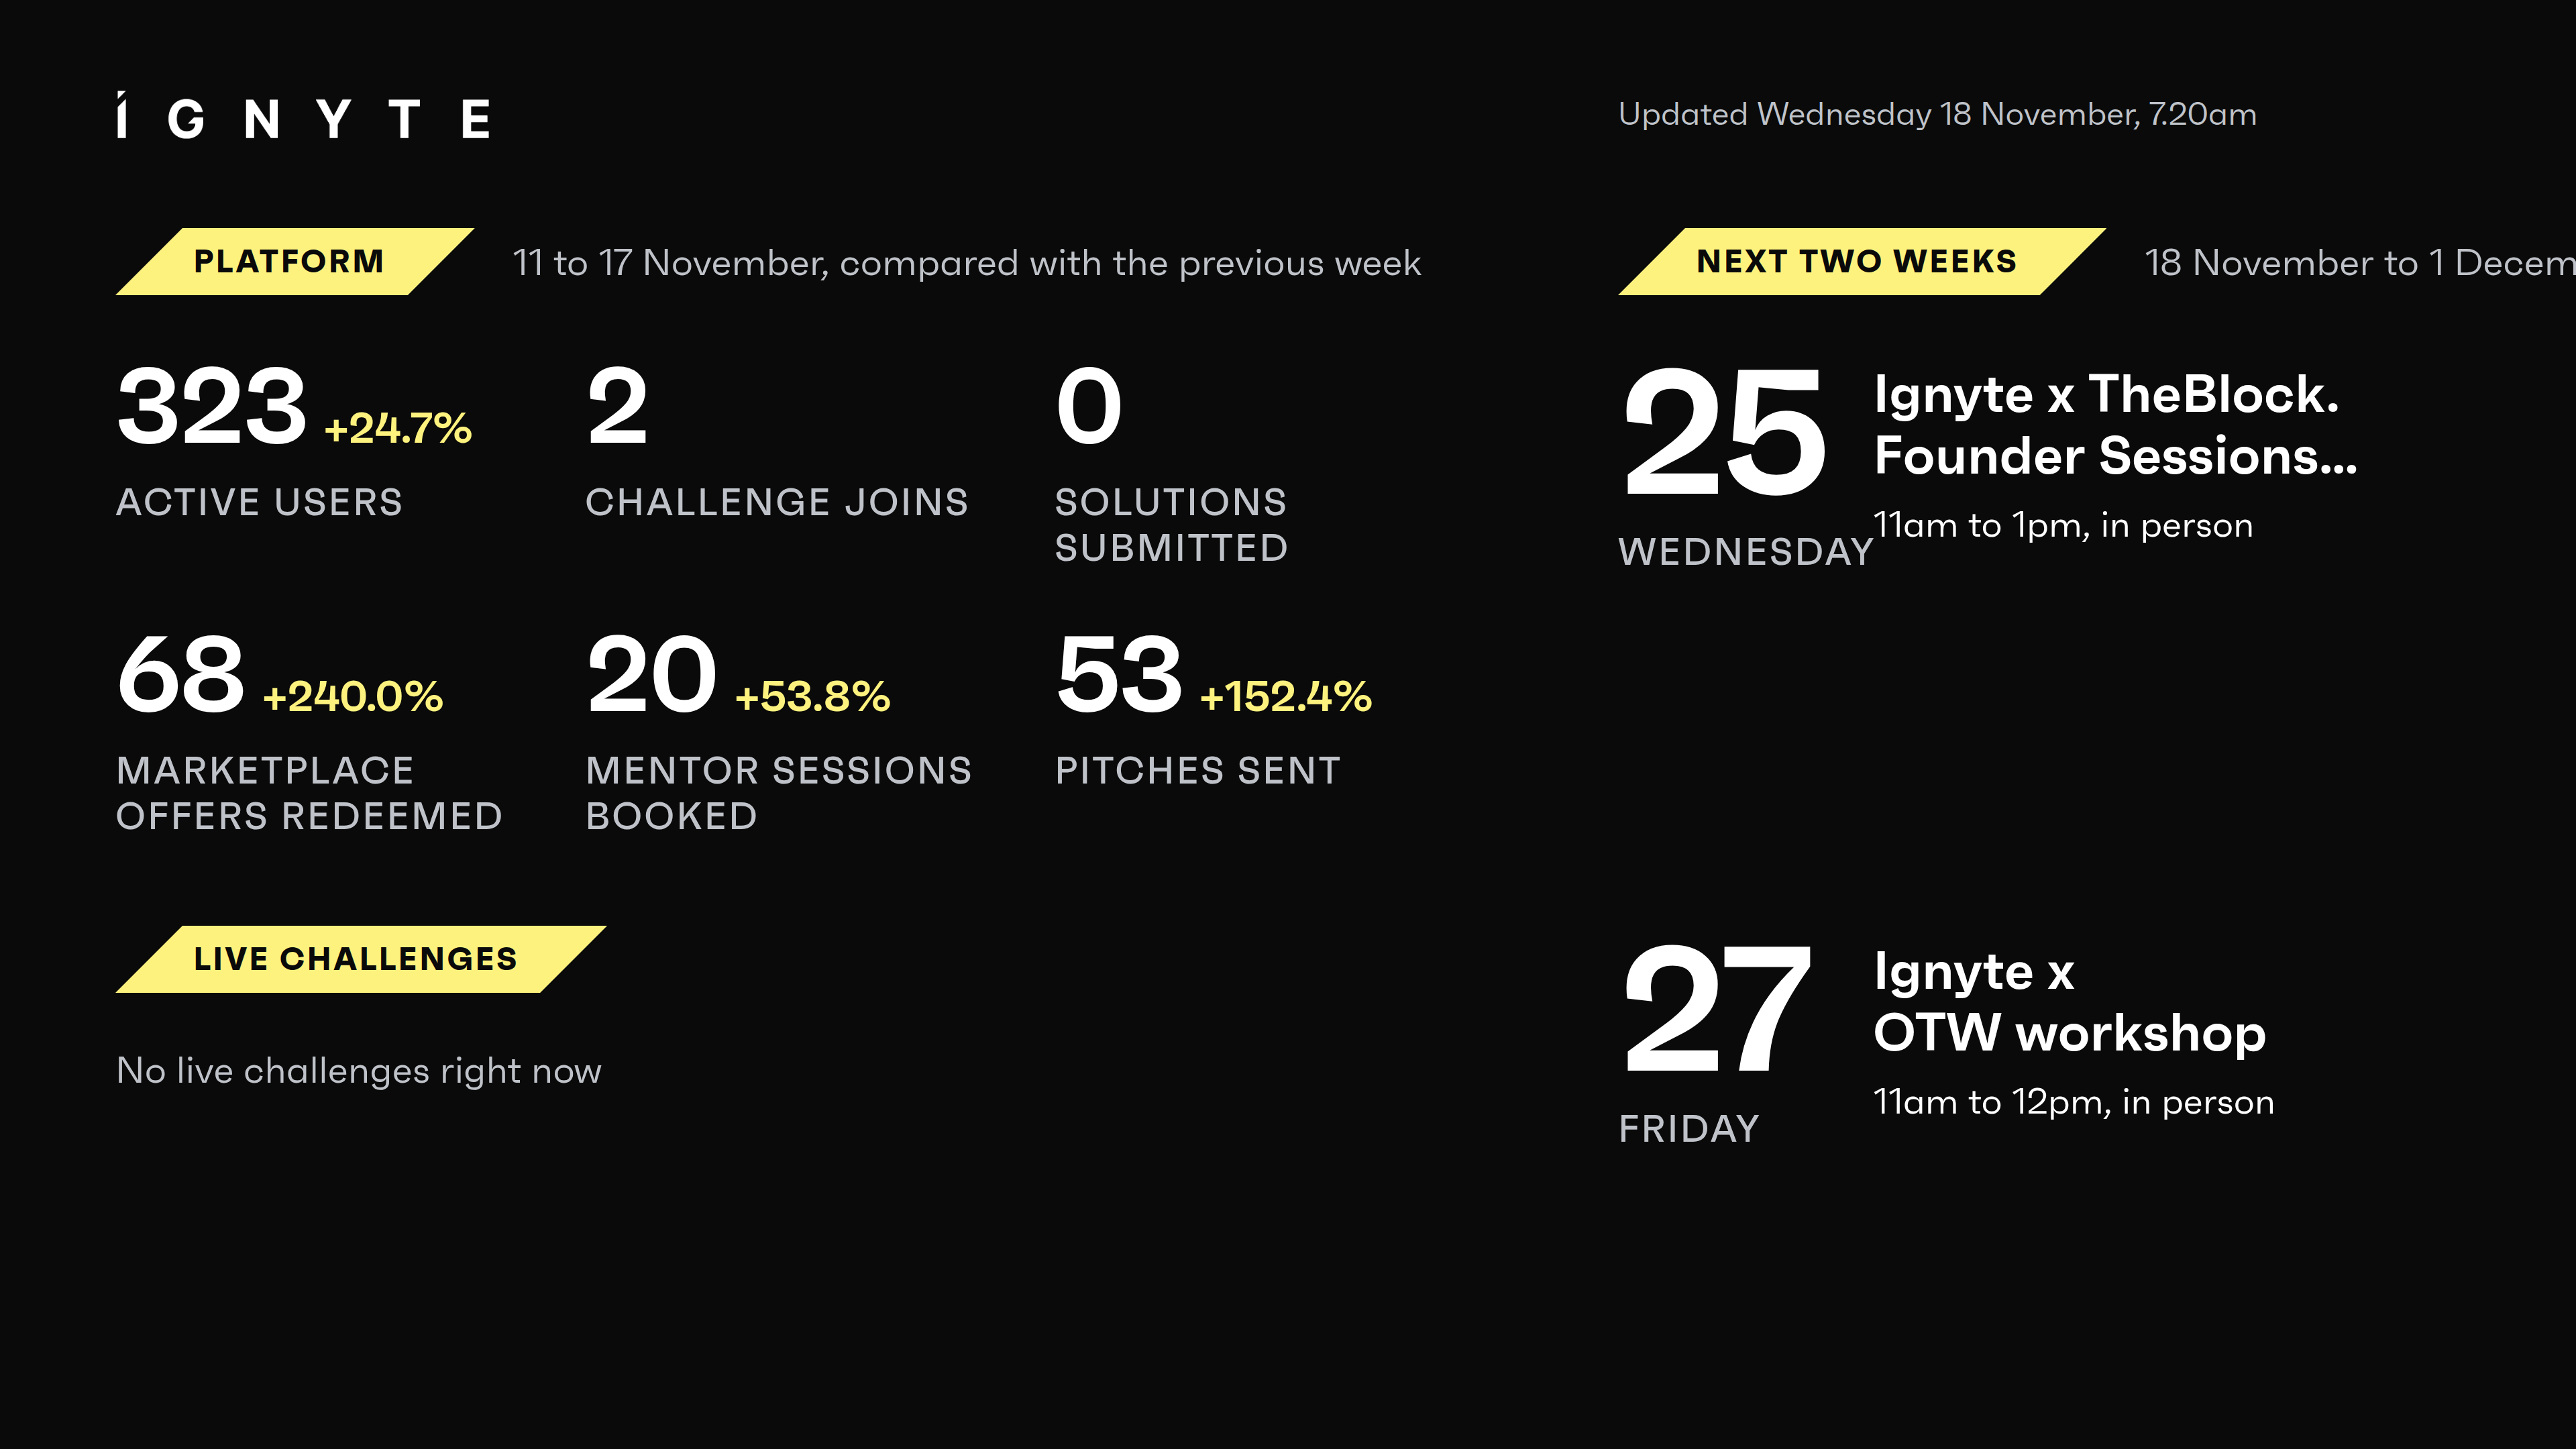 IGNYTE
Updated Wednesday 18 November, 7.20am
PLATFORM
11 to 17 November, compared with the previous week
323 +24.7%
ACTIVE USERS
2
CHALLENGE JOINS
0
SOLUTIONS
SUBMITTED
68 +240.0%
MARKETPLACE
OFFERS REDEEMED
20 +53.8%
MENTOR SESSIONS
BOOKED
53 +152.4%
PITCHES SENT
LIVE CHALLENGES
No live challenges right now
NEXT TWO WEEKS
18 November to 1 Decem
25
WEDNESDAY
Ignyte x TheBlock.
Founder Sessions...
11am to 1pm, in person
27
FRIDAY
Ignyte x
OTW workshop
11am to 12pm, in person